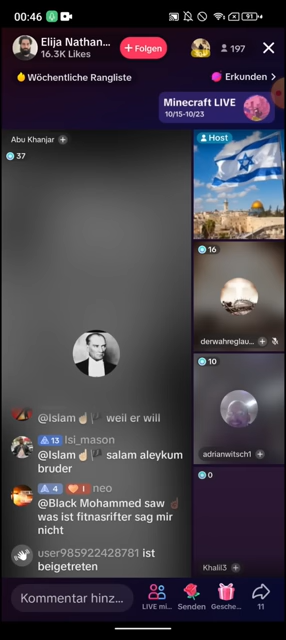 00:46
91
Elija Nathan...
16.3K Likes
+ Folgen
197
Wöchentliche Rangliste
Erkunden >
Minecraft LIVE
10/15-10/23
Abu Khanjar
37
Host
16
derwahreglau...
10
adrianwitsch1
0
Khalil3
@Islam ☝🏼🏴 weil er will
13 Isi_mason
@Islam ☝🏼🏴 salam aleykum
bruder
4 I neo
@Black Mohammed saw ☝🏽
was ist fitnasrifter sag mir
nicht
user985922428781 ist
beigetreten
Kommentar hinz...
LIVE mi...
Senden
Gesche...
11